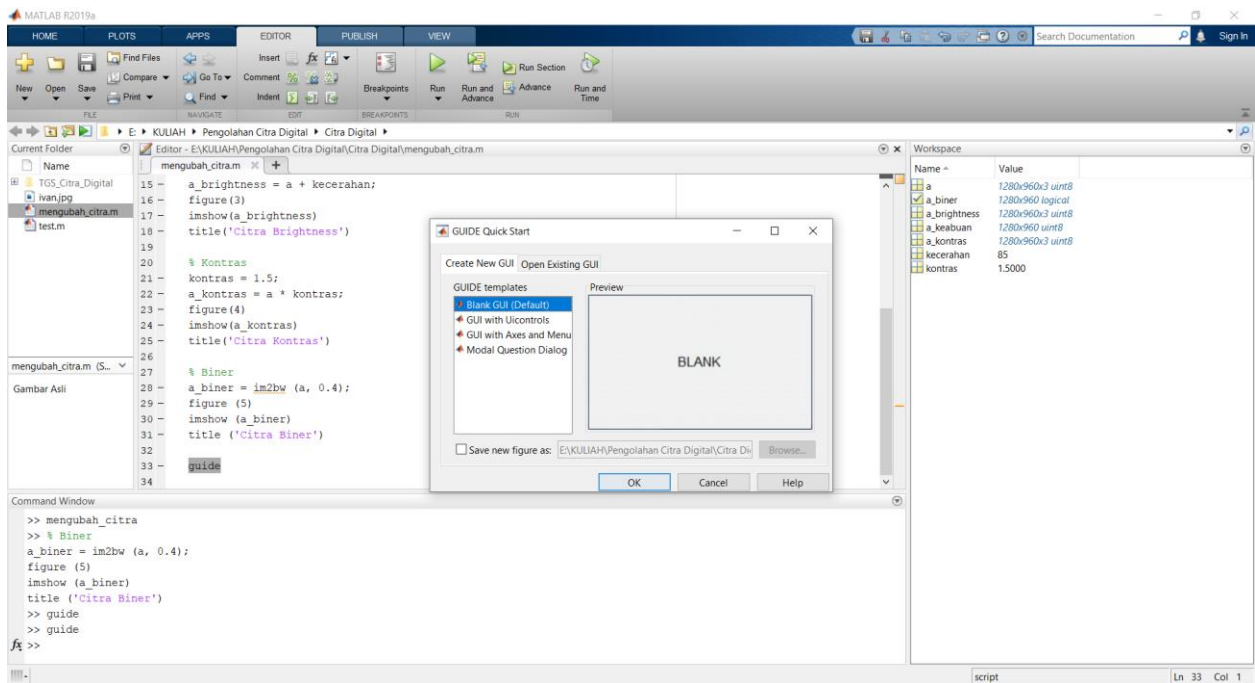 MATLAB R2019a
HOME PLOTS APPS EDITOR PUBLISH VIEW
Search Documentation
Sign In
New Open Save
Find Files
Compare
Print
FILE
Go To
Find
NAVIGATE
Insert fx
Comment
Indent
EDIT
Breakpoints
BREAKPOINTS
Run
Run and Advance
Run Section
Advance
Run and Time
RUN
E: KULIAH Pengolahan Citra Digital Citra Digital
Current Folder
Name
TGS_Citra_Digital
ivan.jpg
mengubah_citra.m
test.m
mengubah_citra.m (S...
Gambar Asli
Editor - E:\KULIAH\Pengolahan Citra Digital\Citra Digital\mengubah_citra.m
mengubah_citra.m
15 - a_brightness = a + kecerahan;
16 - figure(3)
17 - imshow(a_brightness)
18 - title('Citra Brightness')
19
20 % Kontras
21 - kontras = 1.5;
22 - a_kontras = a * kontras;
23 - figure(4)
24 - imshow(a_kontras)
25 - title('Citra Kontras')
26
27 % Biner
28 - a_biner = im2bw (a, 0.4);
29 - figure (5)
30 - imshow (a_biner)
31 - title ('Citra Biner')
32
33 - guide
34
GUIDE Quick Start
Create New GUI Open Existing GUI
GUIDE templates
Blank GUI (Default)
GUI with Uicontrols
GUI with Axes and Menu
Modal Question Dialog
Preview
BLANK
Save new figure as: E:\KULIAH\Pengolahan Citra Digital\Citra Di
Browse...
OK Cancel Help
Workspace
Name Value
a 1280x960x3 uint8
a_biner 1280x960 logical
a_brightness 1280x960x3 uint8
a_keabuan 1280x960 uint8
a_kontras 1280x960x3 uint8
kecerahan 85
kontras 1.5000
Command Window
>> mengubah_citra
>> % Biner
a_biner = im2bw (a, 0.4);
figure (5)
imshow (a_biner)
title ('Citra Biner')
>> guide
>> guide
fx >>
script
Ln 33 Col 1